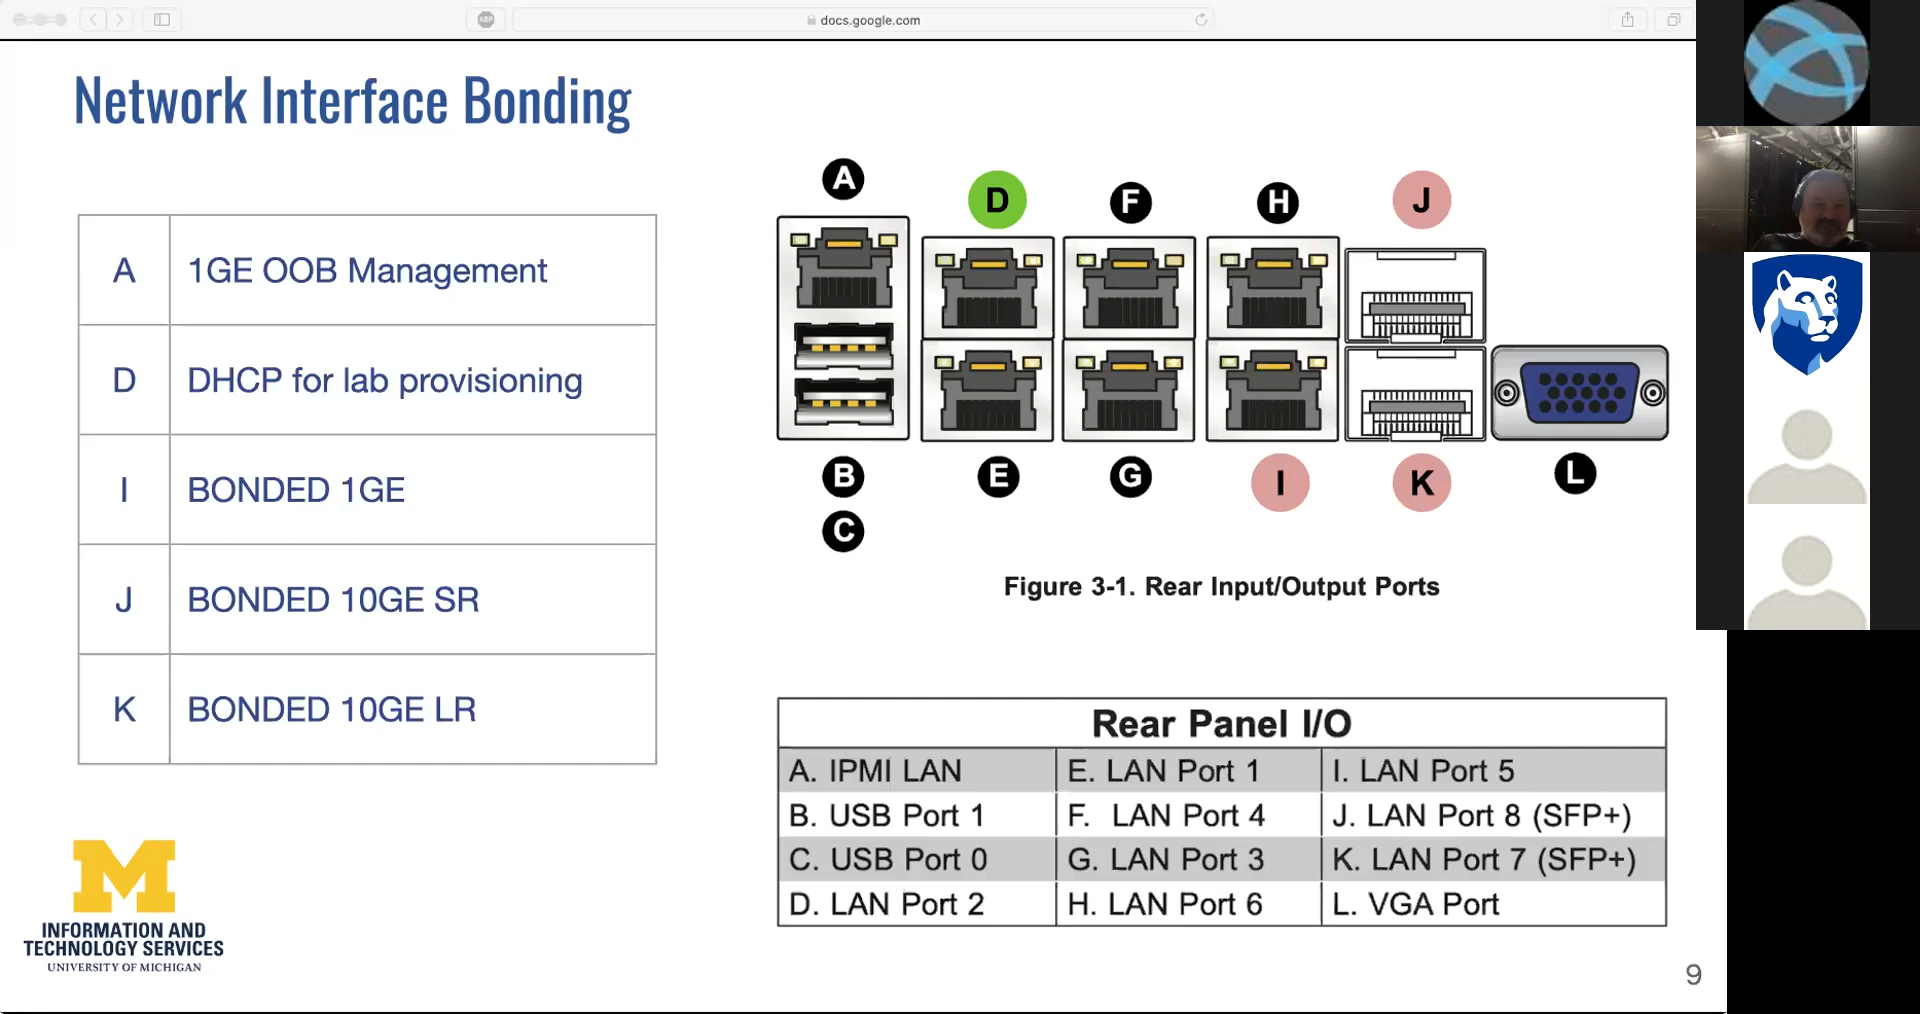 ABP
docs.google.com
Network Interface Bonding
A 1GE OOB Management
D DHCP for lab provisioning
I BONDED 1GE
J BONDED 10GE SR
K BONDED 10GE LR
A D F H J
B E G I K L
C
Figure 3-1. Rear Input/Output Ports
Rear Panel I/O
A. IPMI LAN E. LAN Port 1 I. LAN Port 5
B. USB Port 1 F. LAN Port 4 J. LAN Port 8 (SFP+)
C. USB Port 0 G. LAN Port 3 K. LAN Port 7 (SFP+)
D. LAN Port 2 H. LAN Port 6 L. VGA Port
M
INFORMATION AND
TECHNOLOGY SERVICES
UNIVERSITY OF MICHIGAN
9